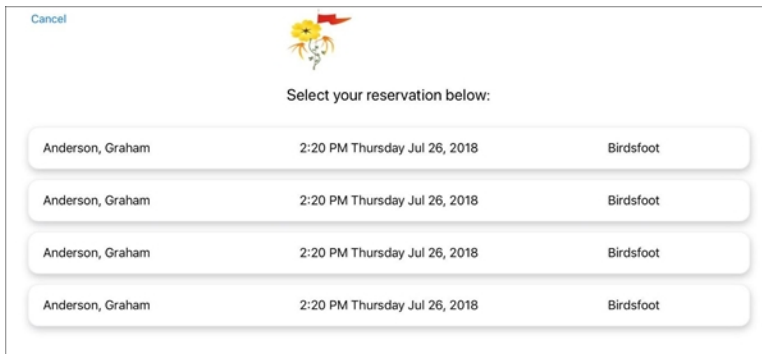 Cancel
Select your reservation below:
Anderson, Graham 2:20 PM Thursday Jul 26, 2018 Birdsfoot
Anderson, Graham 2:20 PM Thursday Jul 26, 2018 Birdsfoot
Anderson, Graham 2:20 PM Thursday Jul 26, 2018 Birdsfoot
Anderson, Graham 2:20 PM Thursday Jul 26, 2018 Birdsfoot